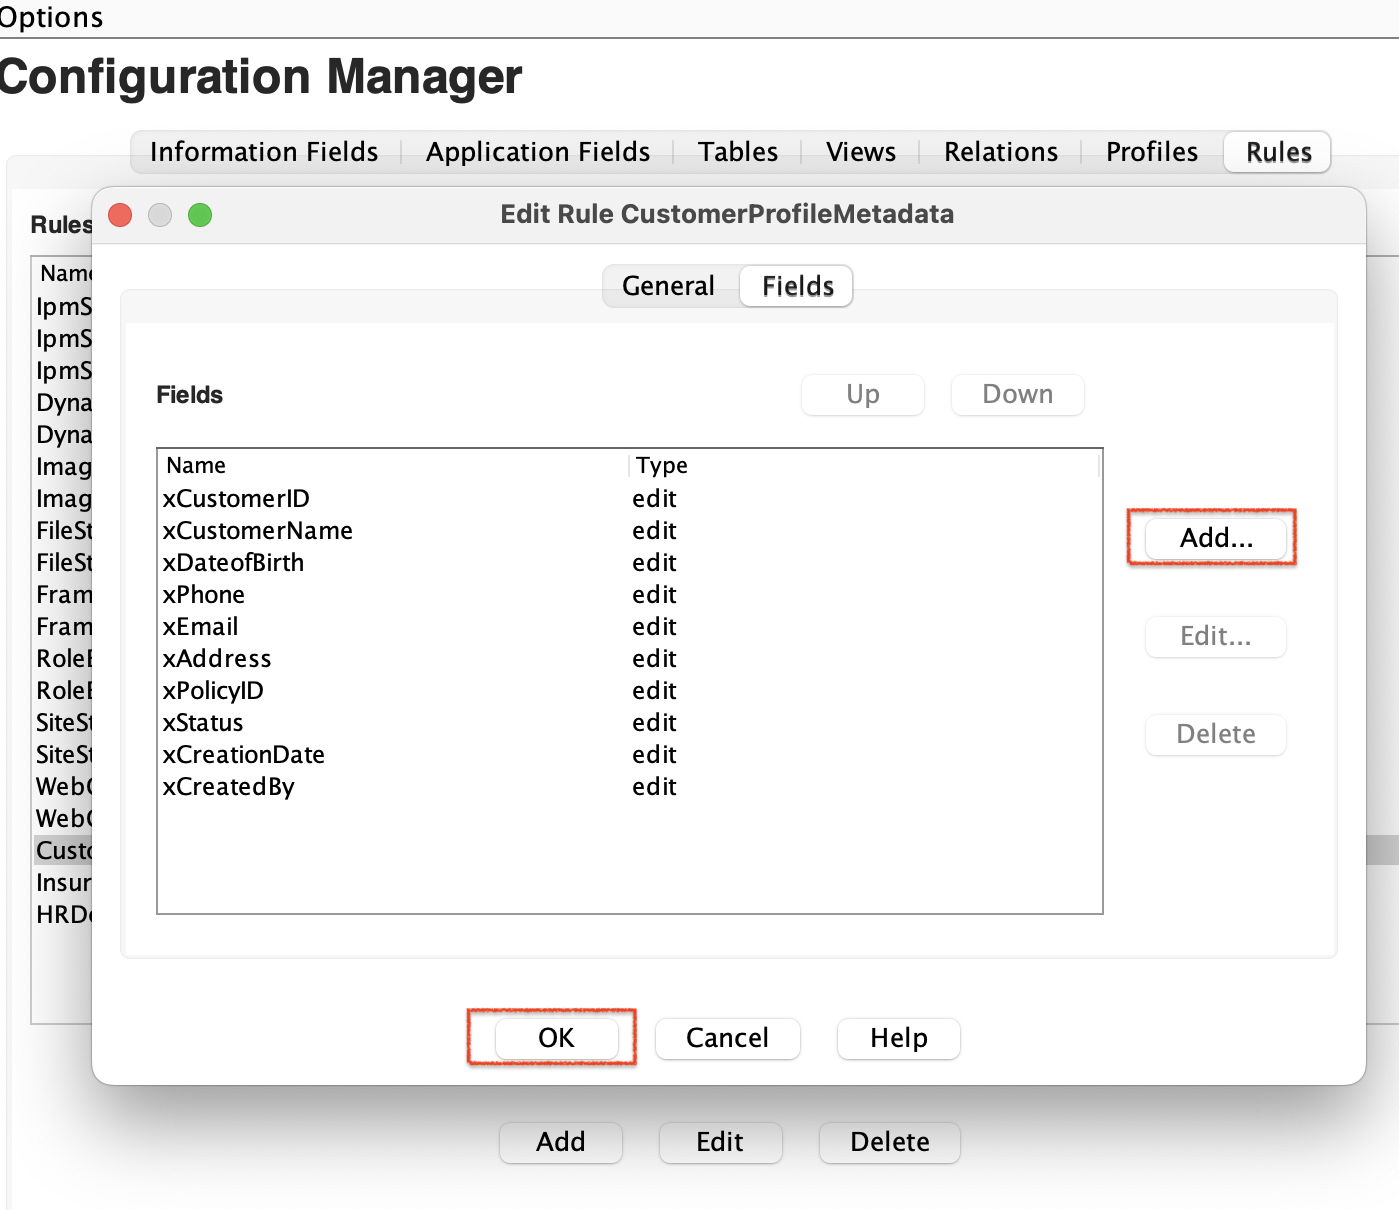 Options
Configuration Manager
Information Fields Application Fields Tables Views Relations Profiles Rules
Rules
Edit Rule CustomerProfileMetadata
General Fields
Fields
Up Down
Name Type
xCustomerID edit
xCustomerName edit
xDateofBirth edit
xPhone edit
xEmail edit
xAddress edit
xPolicyID edit
xStatus edit
xCreationDate edit
xCreatedBy edit
Add...
Edit...
Delete
OK Cancel Help
Name
IpmS
IpmS
IpmS
Dyna
Dyna
Imag
Imag
FileSt
FileSt
Fram
Fram
RoleE
RoleE
SiteSt
SiteSt
WebC
WebC
Custo
Insur
HRDo
Add Edit Delete